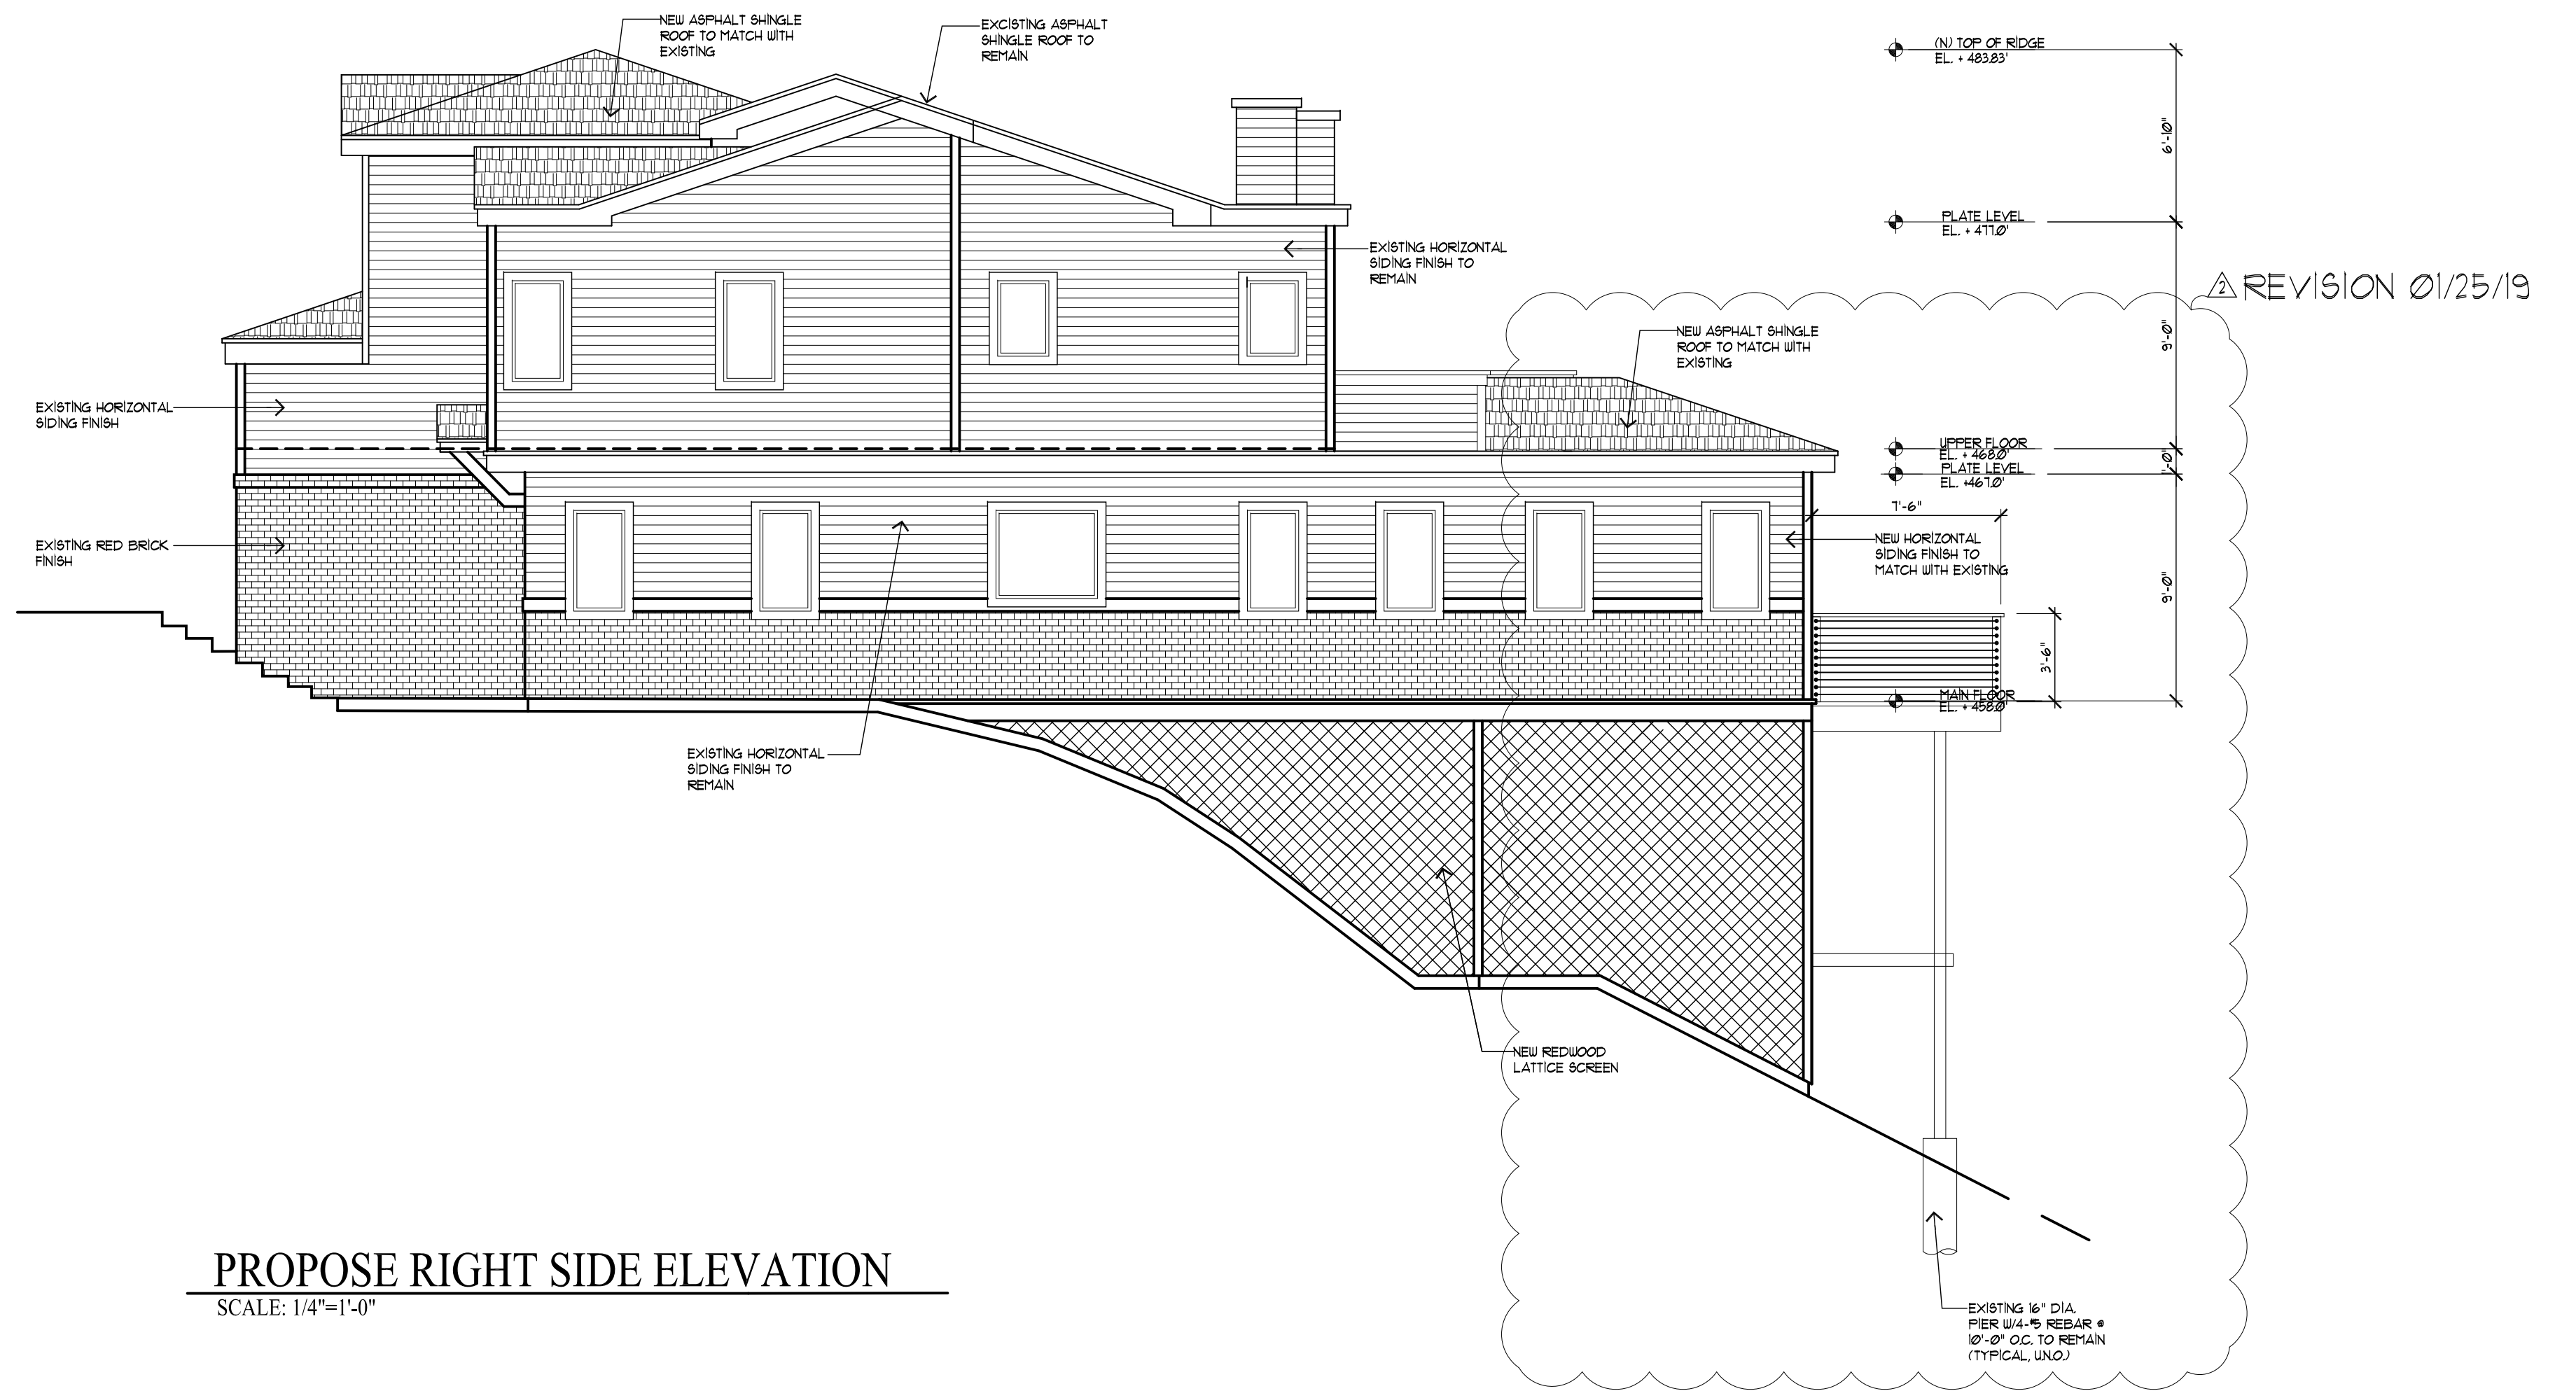 NEW ASPHALT SHINGLE
ROOF TO MATCH WITH
EXISTING
EXCISTING ASPHALT
SHINGLE ROOF TO
REMAIN
(N) TOP OF RIDGE
EL. + 483.83'
6'-10"
PLATE LEVEL
EL. + 477.0'
EXISTING HORIZONTAL
SIDING FINISH TO
REMAIN
2 REVISION 01/25/19
9'-0"
NEW ASPHALT SHINGLE
ROOF TO MATCH WITH
EXISTING
EXISTING HORIZONTAL
SIDING FINISH
UPPER FLOOR
EL. + 468.0'
1'-0"
PLATE LEVEL
EL. +467.0'
7'-6"
EXISTING RED BRICK
FINISH
NEW HORIZONTAL
SIDING FINISH TO
MATCH WITH EXISTING
9'-0"
3'-6"
MAIN FLOOR
EL. + 458.0'
EXISTING HORIZONTAL
SIDING FINISH TO
REMAIN
NEW REDWOOD
LATTICE SCREEN
PROPOSE RIGHT SIDE ELEVATION
SCALE: 1/4"=1'-0"
EXISTING 16" DIA.
PIER W/4-#5 REBAR @
10'-0" O.C. TO REMAIN
(TYPICAL, U.N.O.)